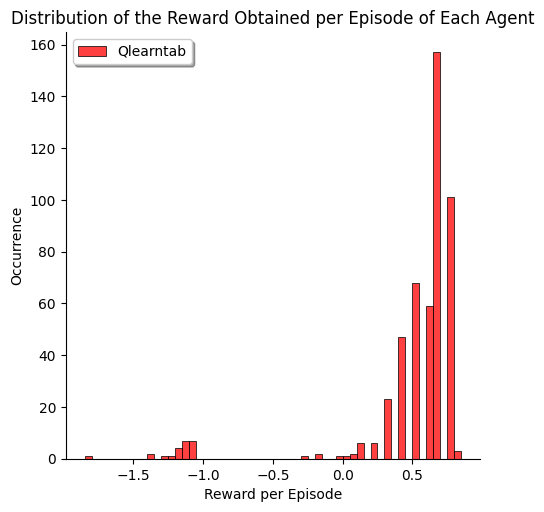 Distribution of the Reward Obtained per Episode of Each Agent
Qlearntab
160
140
120
100
80
60
40
20
0
Occurrence
−1.5 −1.0 −0.5 0.0 0.5
Reward per Episode